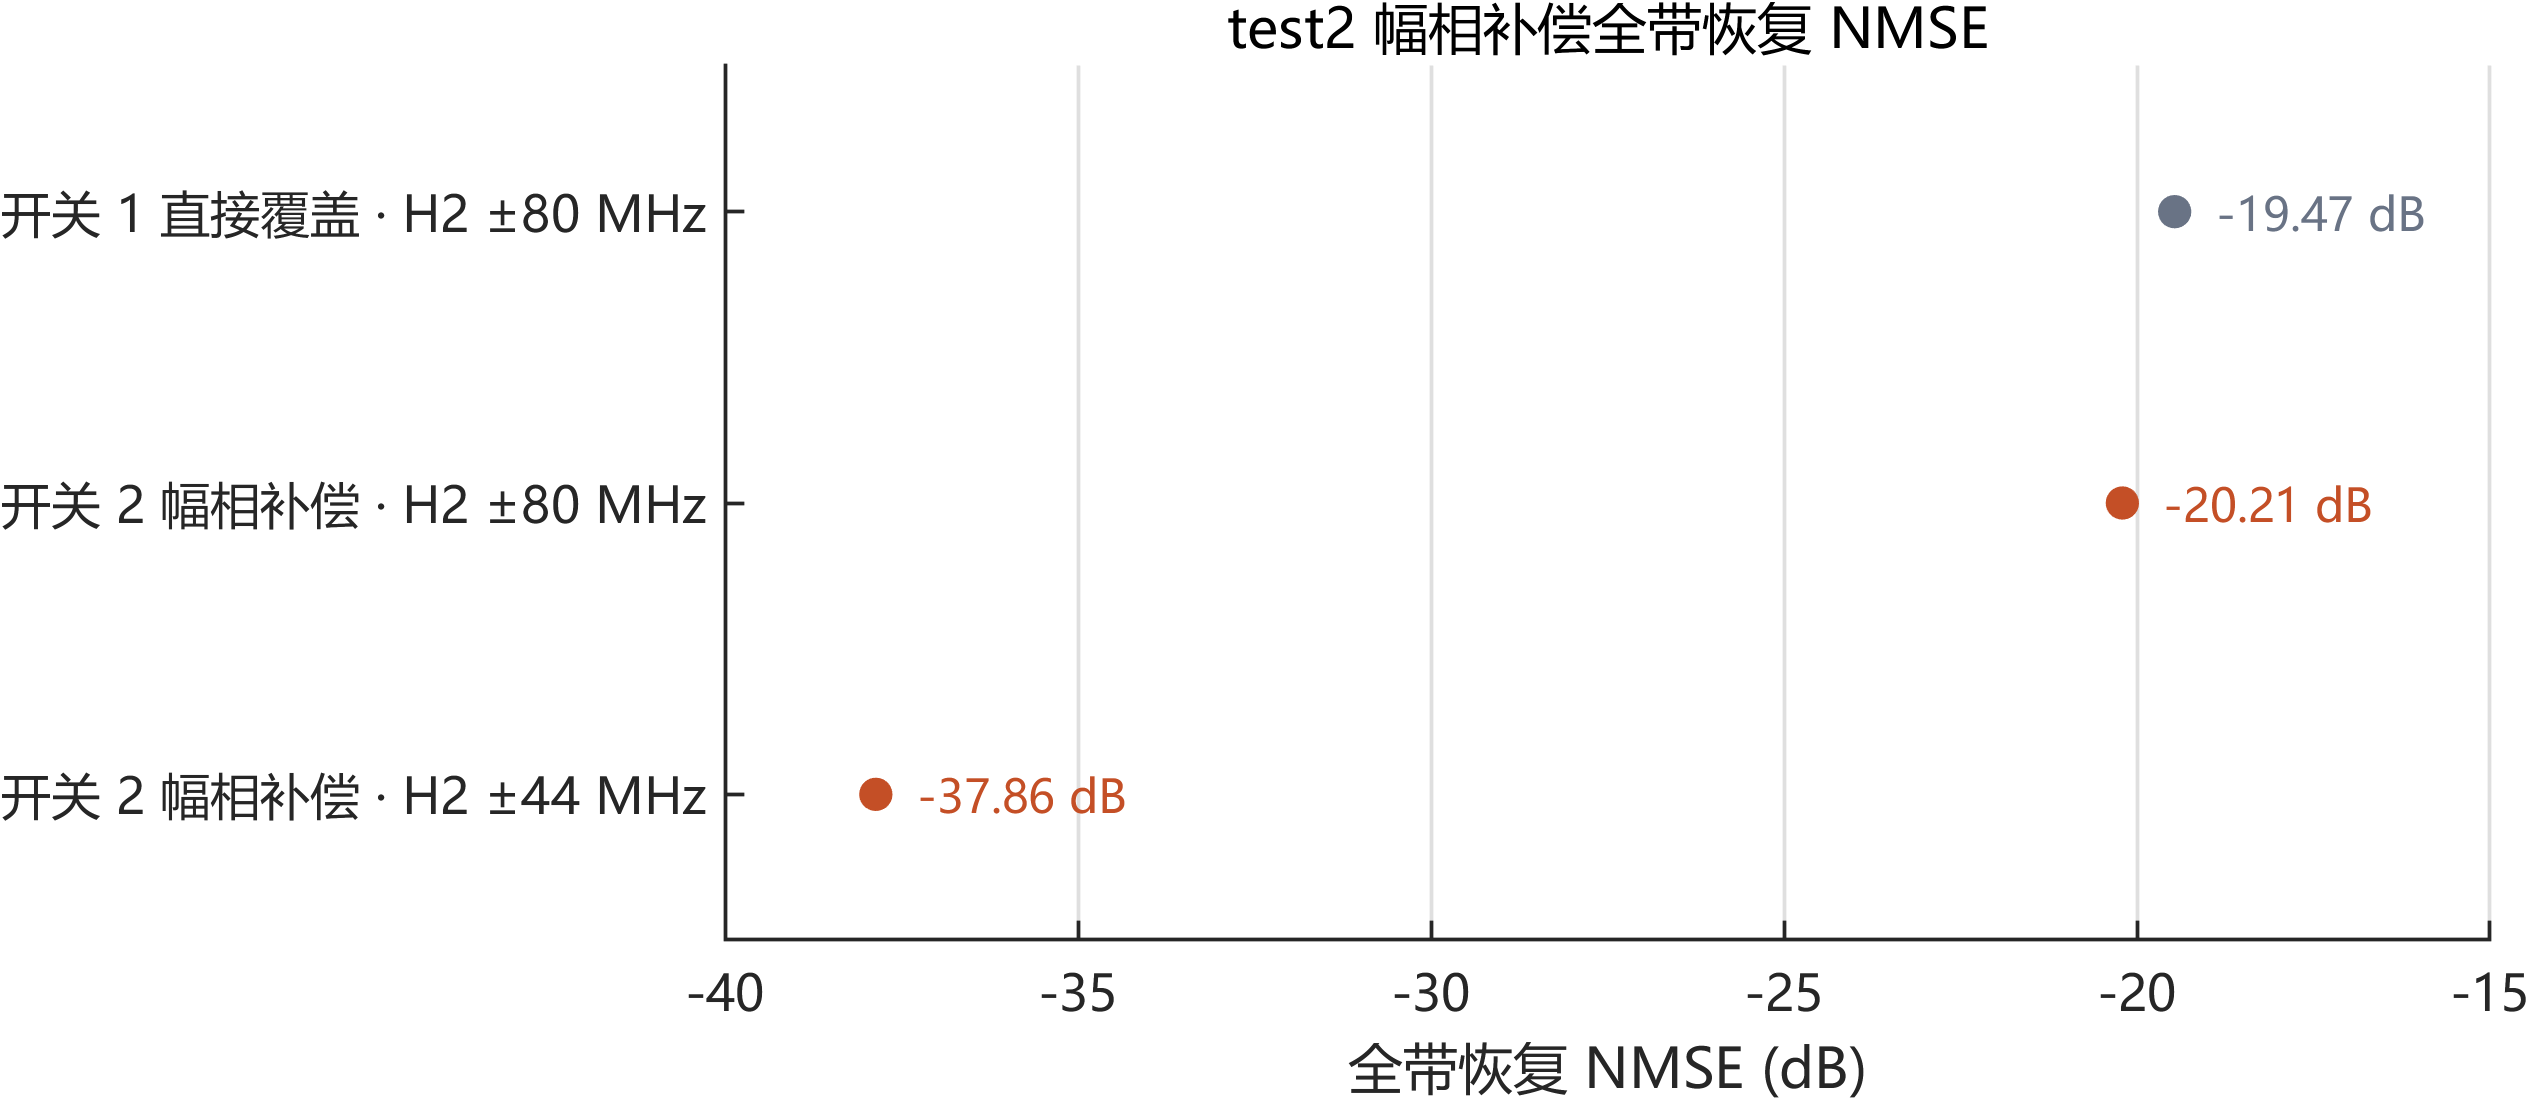 test2 幅相补偿全带恢复 NMSE
开关 1 直接覆盖 · H2 ±80 MHz
-19.47 dB
开关 2 幅相补偿 · H2 ±80 MHz
-20.21 dB
开关 2 幅相补偿 · H2 ±44 MHz
-37.86 dB
-40 -35 -30 -25 -20 -15
全带恢复 NMSE (dB)